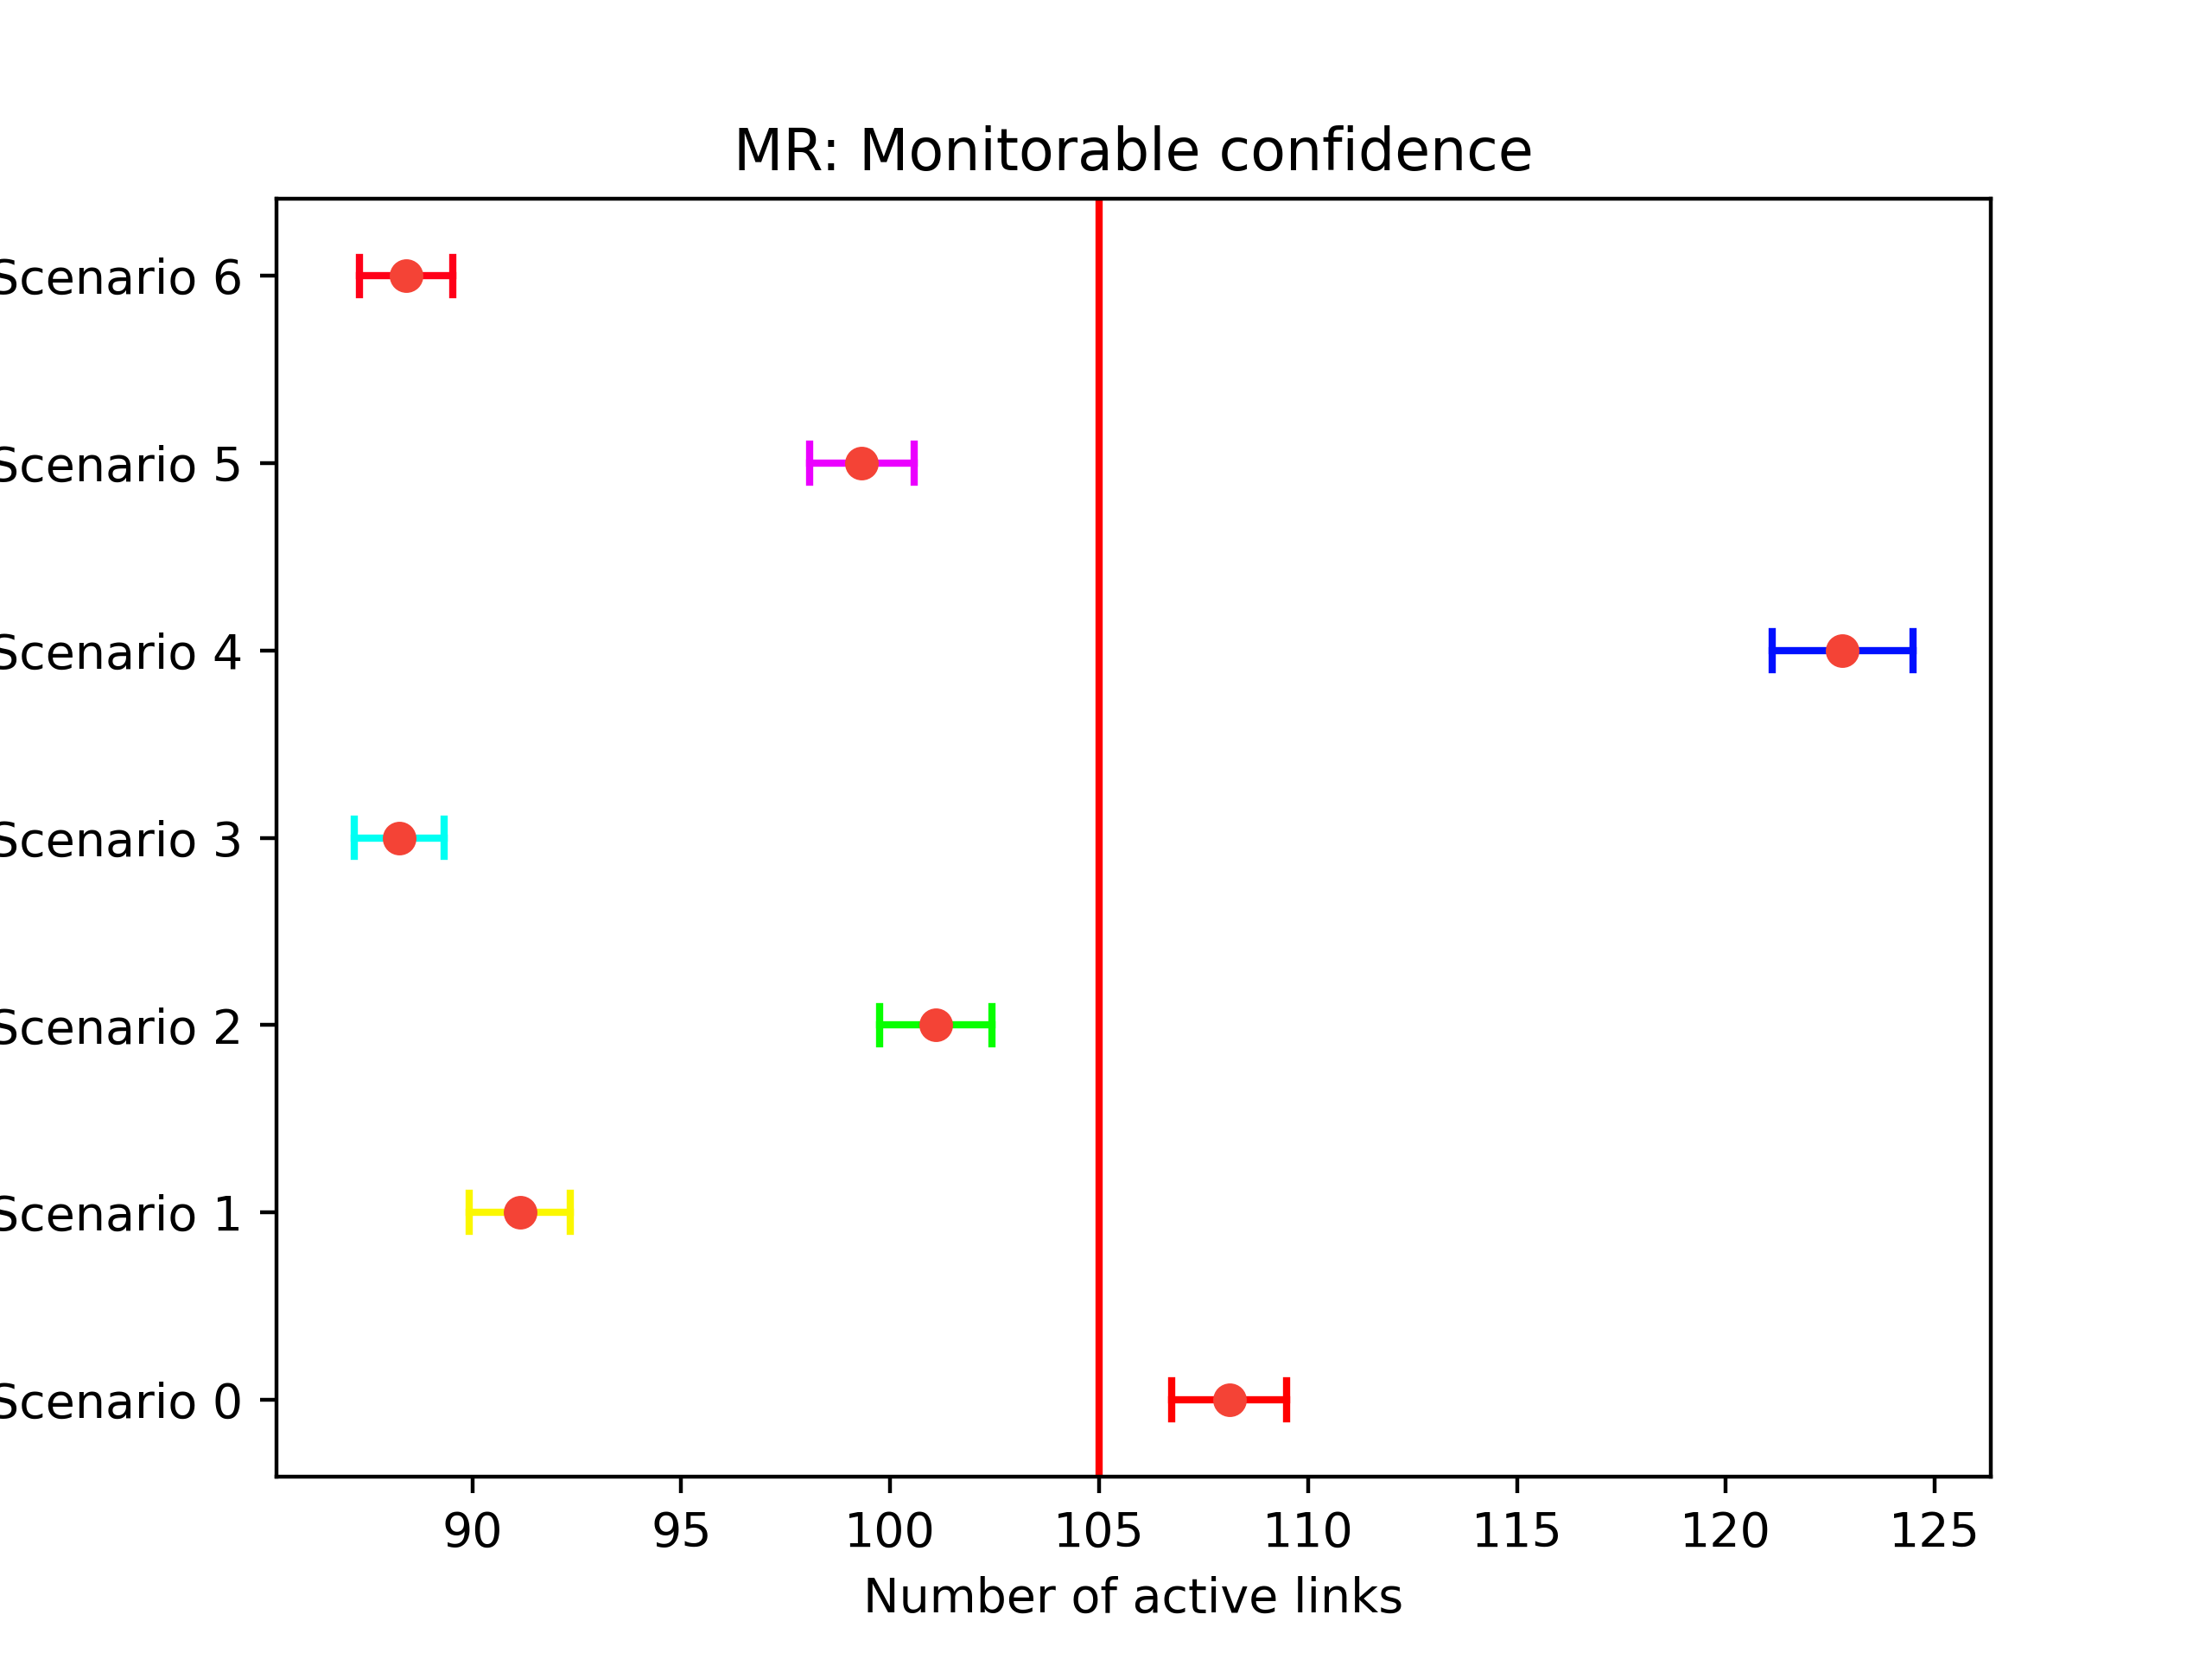 MR: Monitorable confidence
Scenario 6
Scenario 5
Scenario 4
Scenario 3
Scenario 2
Scenario 1
Scenario 0
90 95 100 105 110 115 120 125
Number of active links